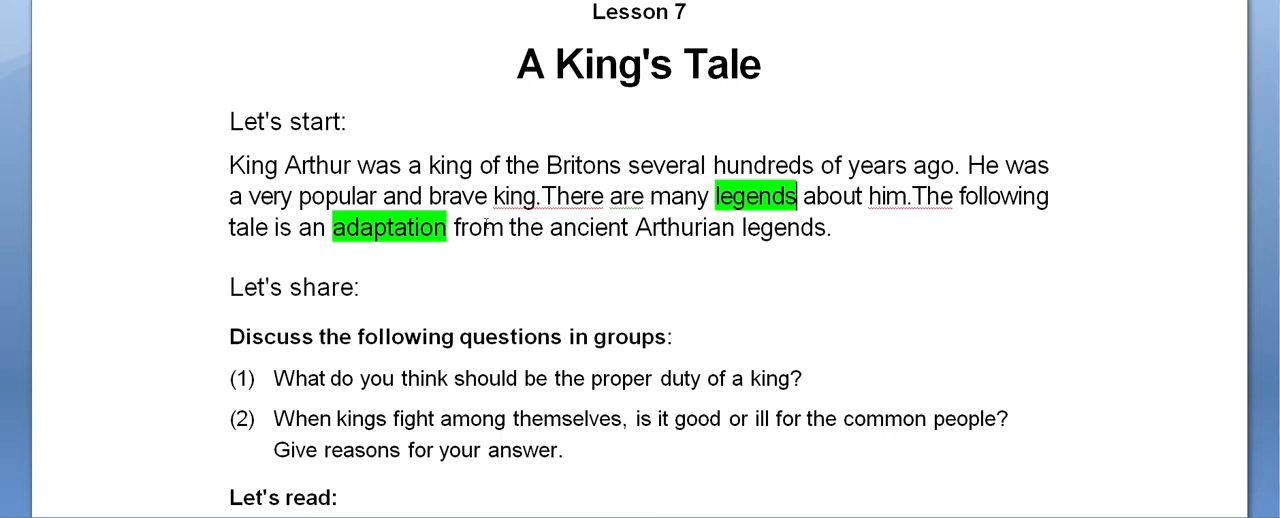 Lesson 7
A King's Tale
Let's start:
King Arthur was a king of the Britons several hundreds of years ago. He was
a very popular and brave king.There are many legends about him.The following
tale is an adaptation from the ancient Arthurian legends.
Let's share:
Discuss the following questions in groups:
(1) What do you think should be the proper duty of a king?
(2) When kings fight among themselves, is it good or ill for the common people?
Give reasons for your answer.
Let's read: